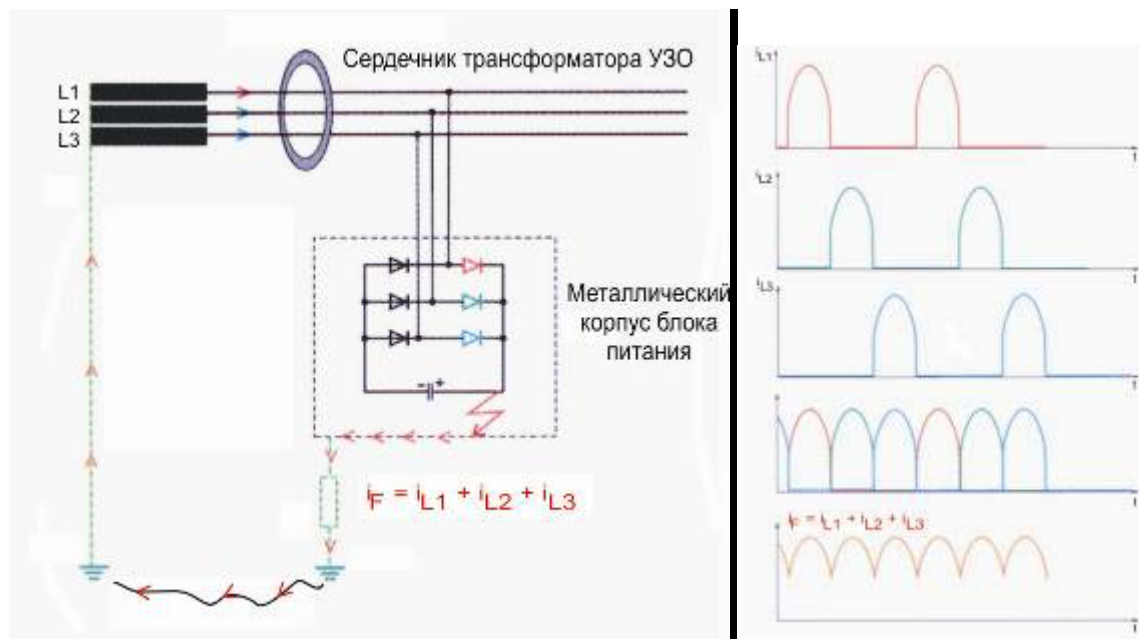 Сердечник трансформатора УЗО
L1
L2
L3
Металлический
корпус блока
питания
- +
iF = iL1 + iL2 + iL3
iL1
t
iL2
t
iL3
t
t
iF = iL1 + iL2 + iL3
t